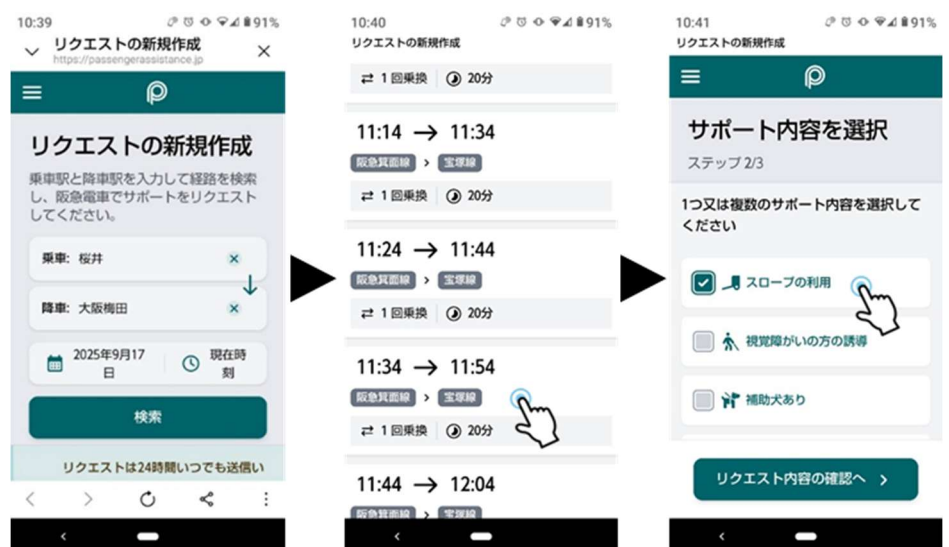 10:39
91%
リクエストの新規作成
https://passengerassistance.jp
リクエストの新規作成
乗車駅と降車駅を入力して経路を検索
し、阪急電車でサポートをリクエスト
してください。
乗車: 桜井
降車: 大阪梅田
2025年9月17
日
現在時
刻
検索
リクエストは24時間いつでも送信い
10:40
91%
リクエストの新規作成
1回乗換
20分
11:14 → 11:34
阪急箕面線 > 宝塚線
1回乗換
20分
11:24 → 11:44
阪急箕面線 > 宝塚線
1回乗換
20分
11:34 → 11:54
阪急箕面線 > 宝塚線
1回乗換
20分
11:44 → 12:04
阪急箕面線 > 宝塚線
10:41
91%
リクエストの新規作成
サポート内容を選択
ステップ 2/3
1つ又は複数のサポート内容を選択して
ください
スロープの利用
視覚障がいの方の誘導
補助犬あり
リクエスト内容の確認へ >